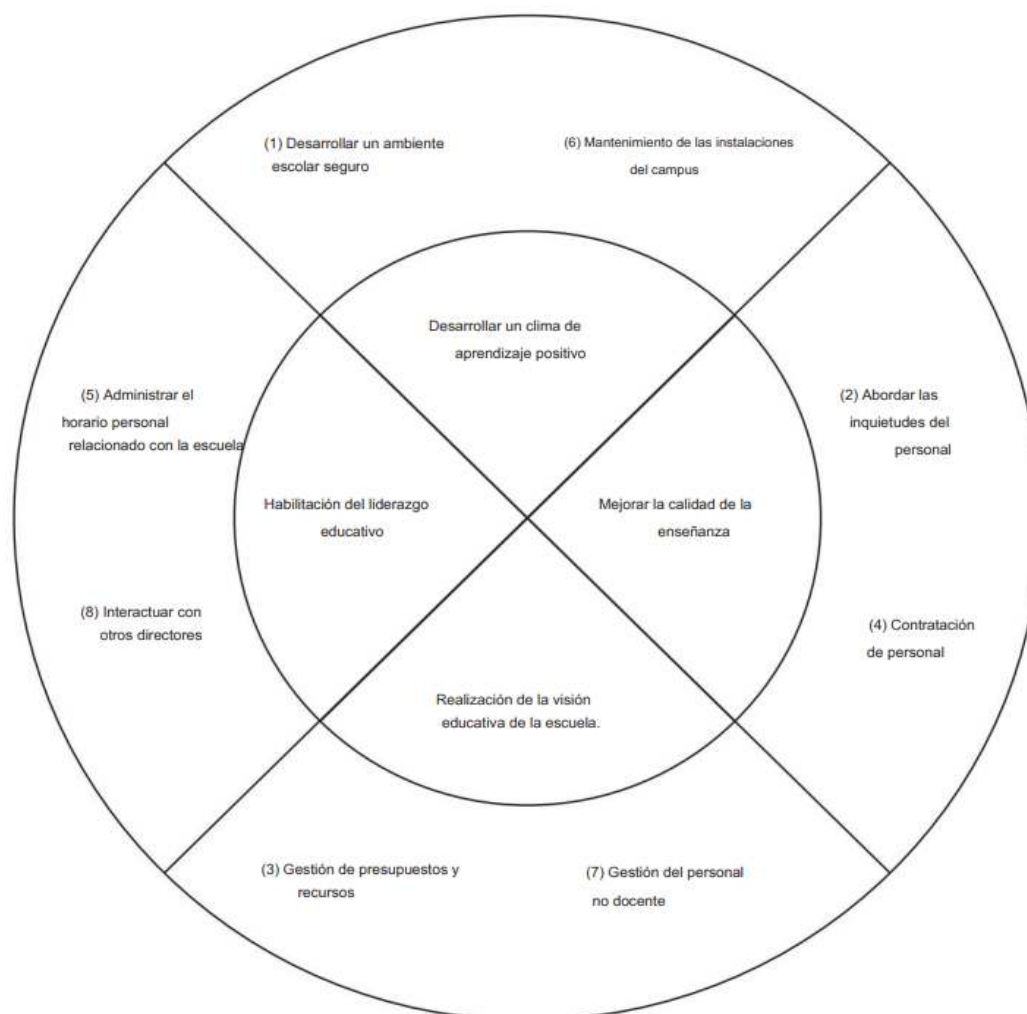 (1) Desarrollar un ambiente
escolar seguro
(6) Mantenimiento de las instalaciones
del campus
Desarrollar un clima de
aprendizaje positivo
(5) Administrar el
horario personal
relacionado con la escuela
(2) Abordar las
inquietudes del
personal
Habilitación del liderazgo
educativo
Mejorar la calidad de la
enseñanza
(8) Interactuar con
otros directores
(4) Contratación
de personal
Realización de la visión
educativa de la escuela.
(3) Gestión de presupuestos y
recursos
(7) Gestión del personal
no docente